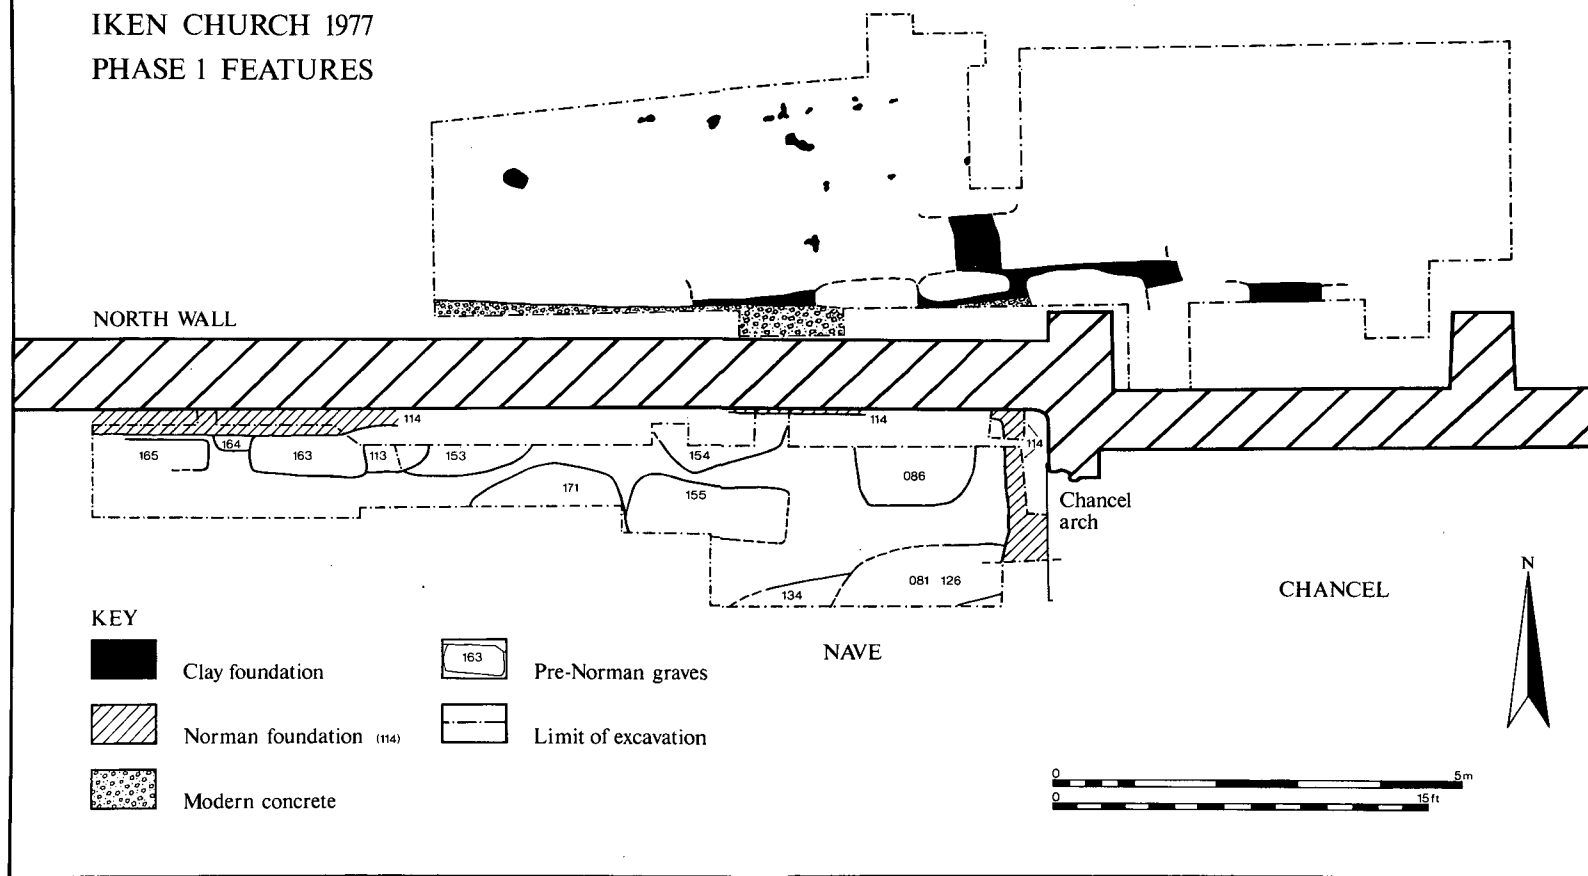 IKEN CHURCH 1977
PHASE 1 FEATURES
NORTH WALL
114
114
114
164
165
163
113
153
154
086
171
155
Chancel
arch
081 126
134
N
CHANCEL
NAVE
KEY
Clay foundation
163
Pre-Norman graves
Norman foundation (114)
Limit of excavation
Modern concrete
0 5m
0 15ft